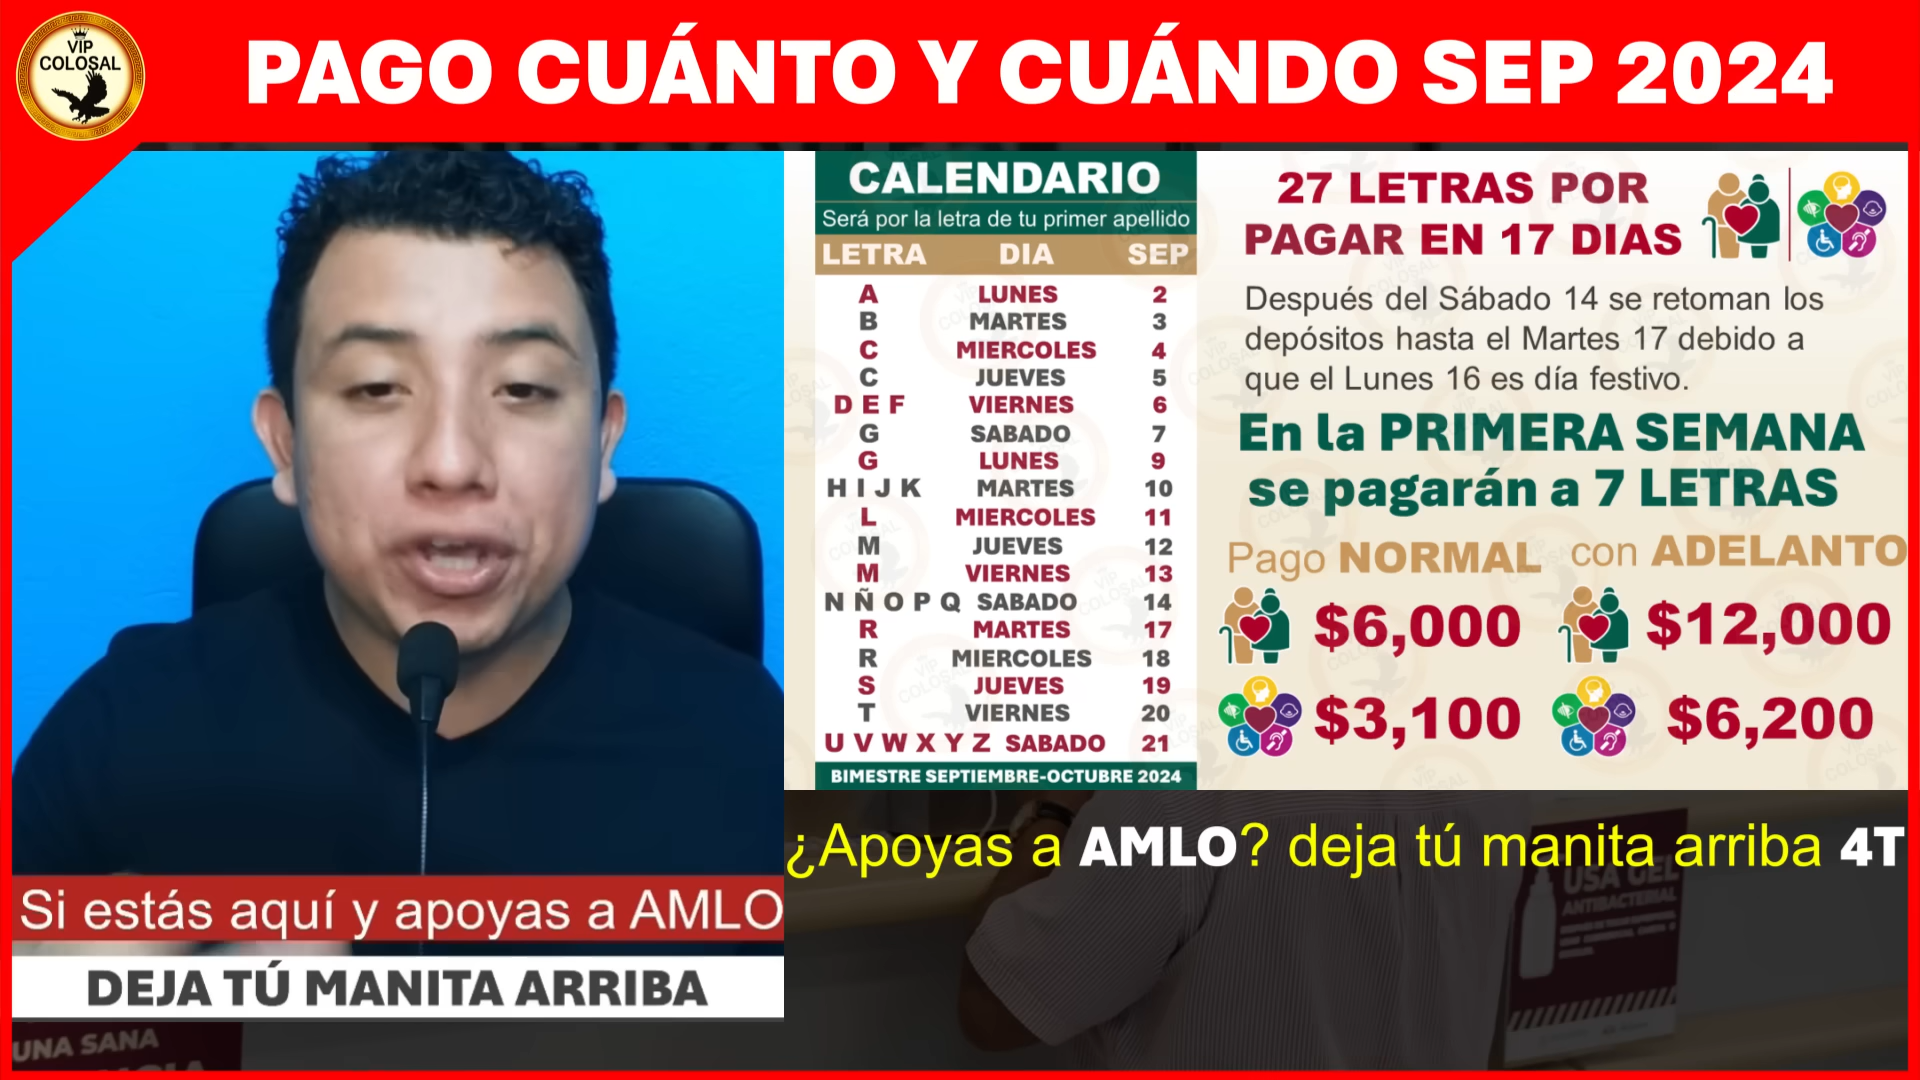 VIP
COLOSAL
PAGO CUÁNTO Y CUÁNDO SEP 2024
CALENDARIO
Será por la letra de tu primer apellido
LETRA DIA SEP
A LUNES 2
B MARTES 3
C MIERCOLES 4
C JUEVES 5
D E F VIERNES 6
G SABADO 7
G LUNES 9
H I J K MARTES 10
L MIERCOLES 11
M JUEVES 12
M VIERNES 13
N Ñ O P Q SABADO 14
R MARTES 17
R MIERCOLES 18
S JUEVES 19
T VIERNES 20
U V W X Y Z SABADO 21
BIMESTRE SEPTIEMBRE-OCTUBRE 2024
27 LETRAS POR
PAGAR EN 17 DIAS
Después del Sábado 14 se retoman los
depósitos hasta el Martes 17 debido a
que el Lunes 16 es día festivo.
En la PRIMERA SEMANA
se pagarán a 7 LETRAS
Pago NORMAL con ADELANTO
$6,000 $12,000
$3,100 $6,200
¿Apoyas a AMLO? deja tú manita arriba 4T
Si estás aquí y apoyas a AMLO
DEJA TÚ MANITA ARRIBA
USA GEL
ANTIBACTERIAL
UNA SANA